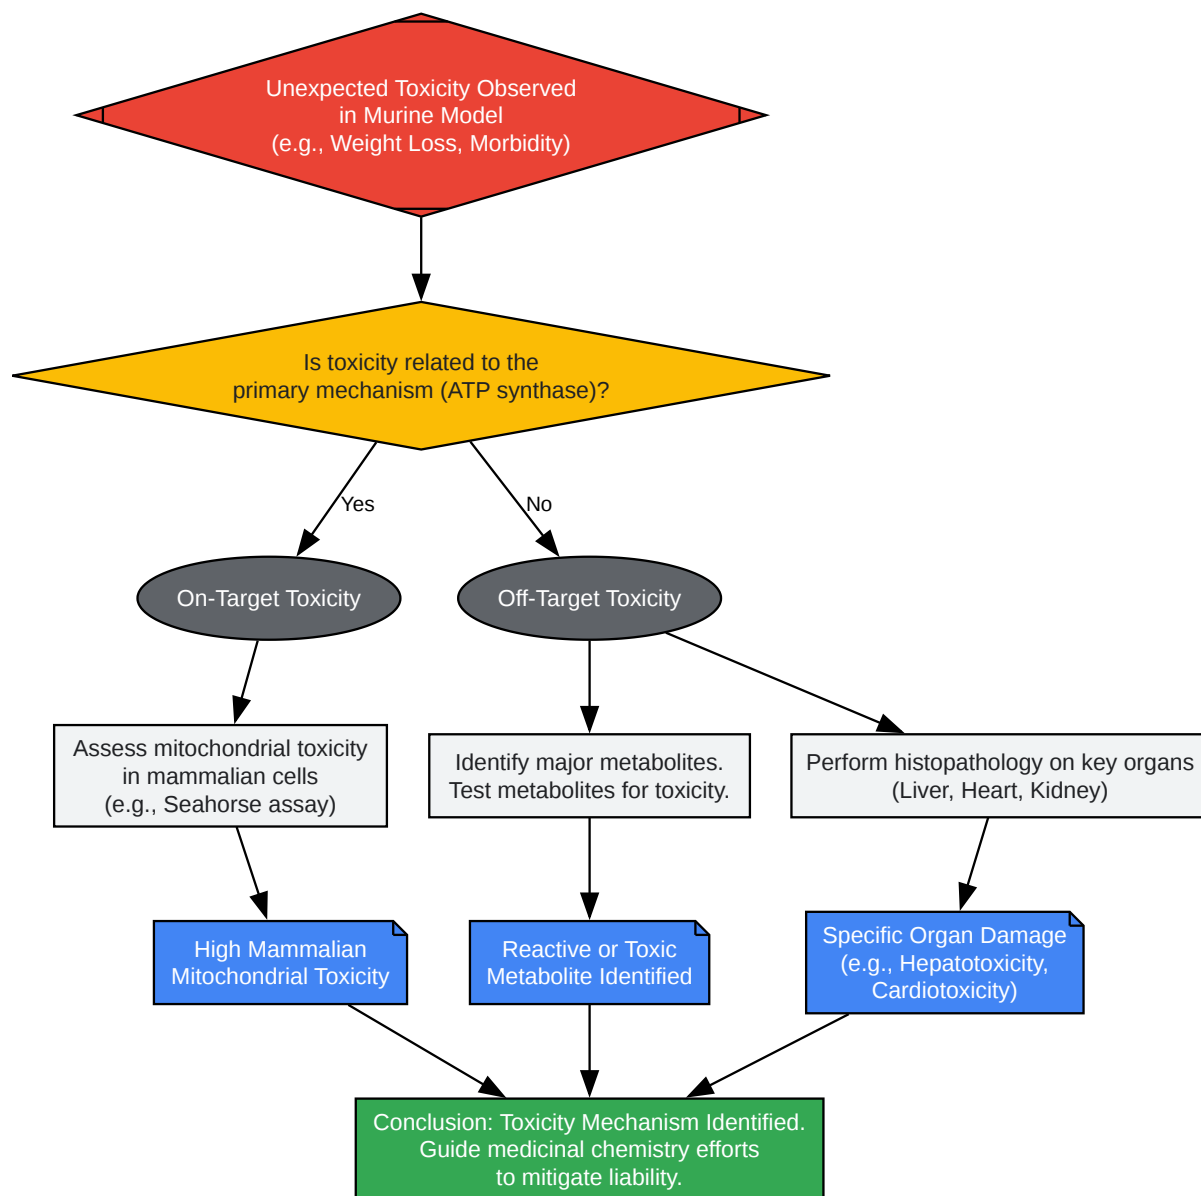 Unexpected Toxicity Observed
in Murine Model
(e.g., Weight Loss, Morbidity)
Is toxicity related to the
primary mechanism (ATP synthase)?
Yes
No
On-Target Toxicity
Off-Target Toxicity
Assess mitochondrial toxicity
in mammalian cells
(e.g., Seahorse assay)
Identify major metabolites.
Test metabolites for toxicity.
Perform histopathology on key organs
(Liver, Heart, Kidney)
High Mammalian
Mitochondrial Toxicity
Reactive or Toxic
Metabolite Identified
Specific Organ Damage
(e.g., Hepatotoxicity,
Cardiotoxicity)
Conclusion: Toxicity Mechanism Identified.
Guide medicinal chemistry efforts
to mitigate liability.